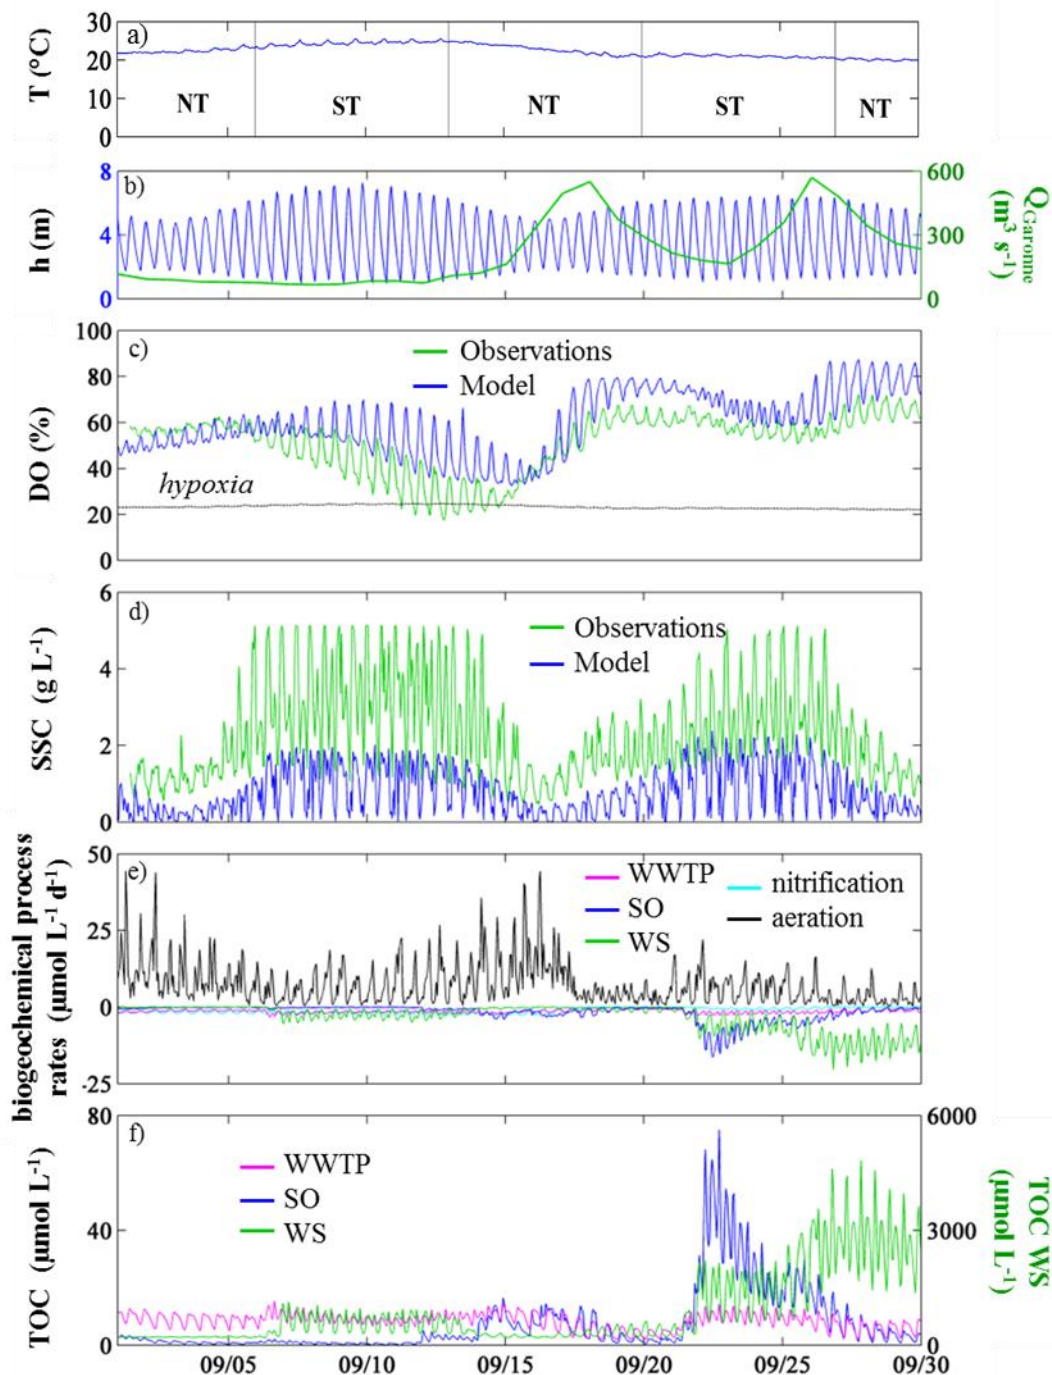 a)
T (°C)
30
20
10
0
NT
ST
NT
ST
NT
b)
h (m)
8
4
0
600
300
0
Q Garonne
(m³ s⁻¹)
c)
DO (%)
100
80
60
40
20
0
Observations
Model
hypoxia
d)
SSC (g L⁻¹)
6
4
2
0
Observations
Model
e)
biogeochemical process
rates (µmol L⁻¹ d⁻¹)
50
25
0
-25
WWTP
SO
WS
nitrification
aeration
f)
TOC (µmol L⁻¹)
80
40
0
WWTP
SO
WS
6000
3000
0
TOC WS
(µmol L⁻¹)
09/05
09/10
09/15
09/20
09/25
09/30